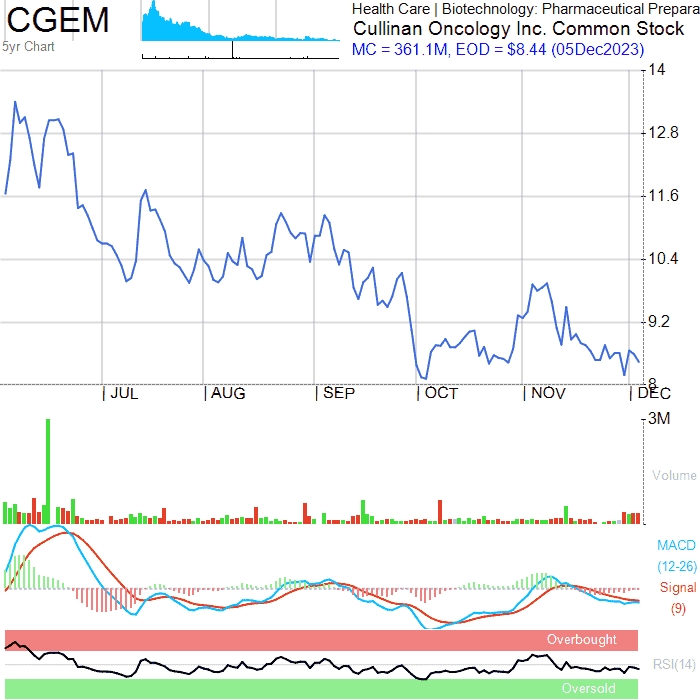 CGEM
5yr Chart
Health Care | Biotechnology: Pharmaceutical Prepara
Cullinan Oncology Inc. Common Stock
MC = 361.1M, EOD = $8.44 (05Dec2023)
14
12.8
11.6
10.4
9.2
8
| JUL | AUG | SEP | OCT | NOV | DEC
3M
Volume
MACD
(12-26)
Signal
(9)
Overbought
RSI(14)
Oversold